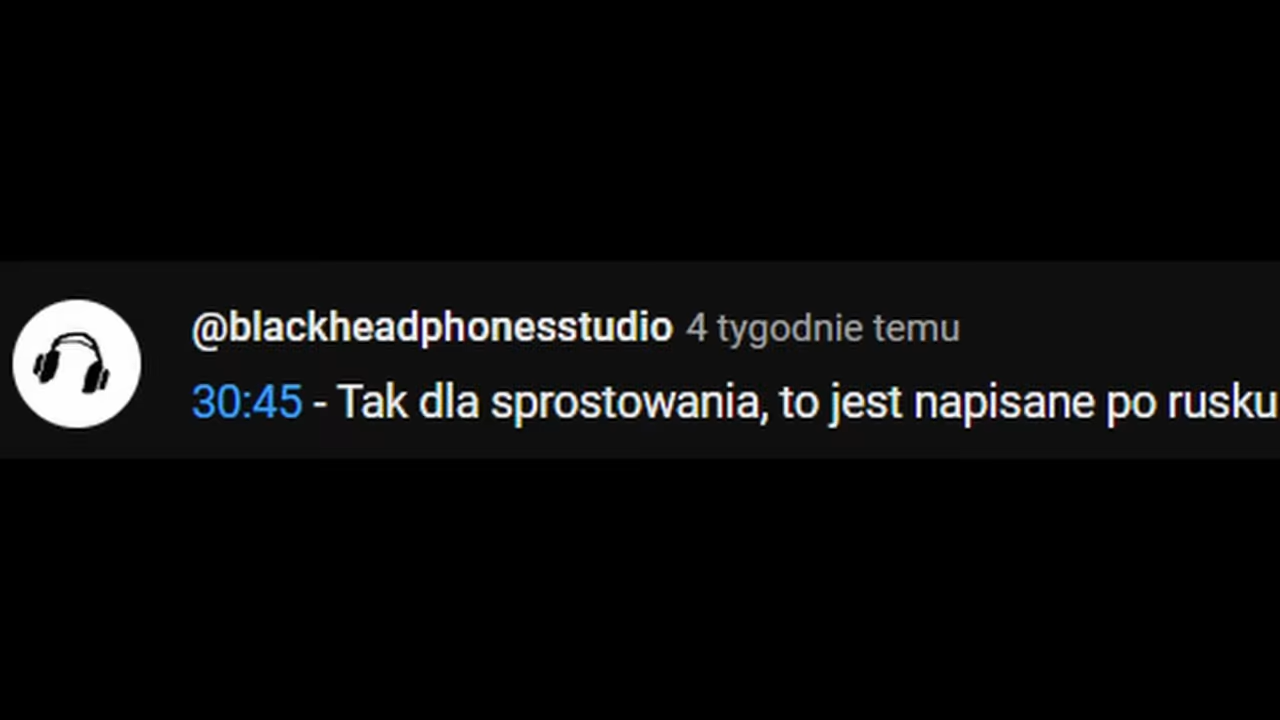 @blackheadphonesstudio 4 tygodnie temu
30:45 - Tak dla sprostowania, to jest napisane po rusku